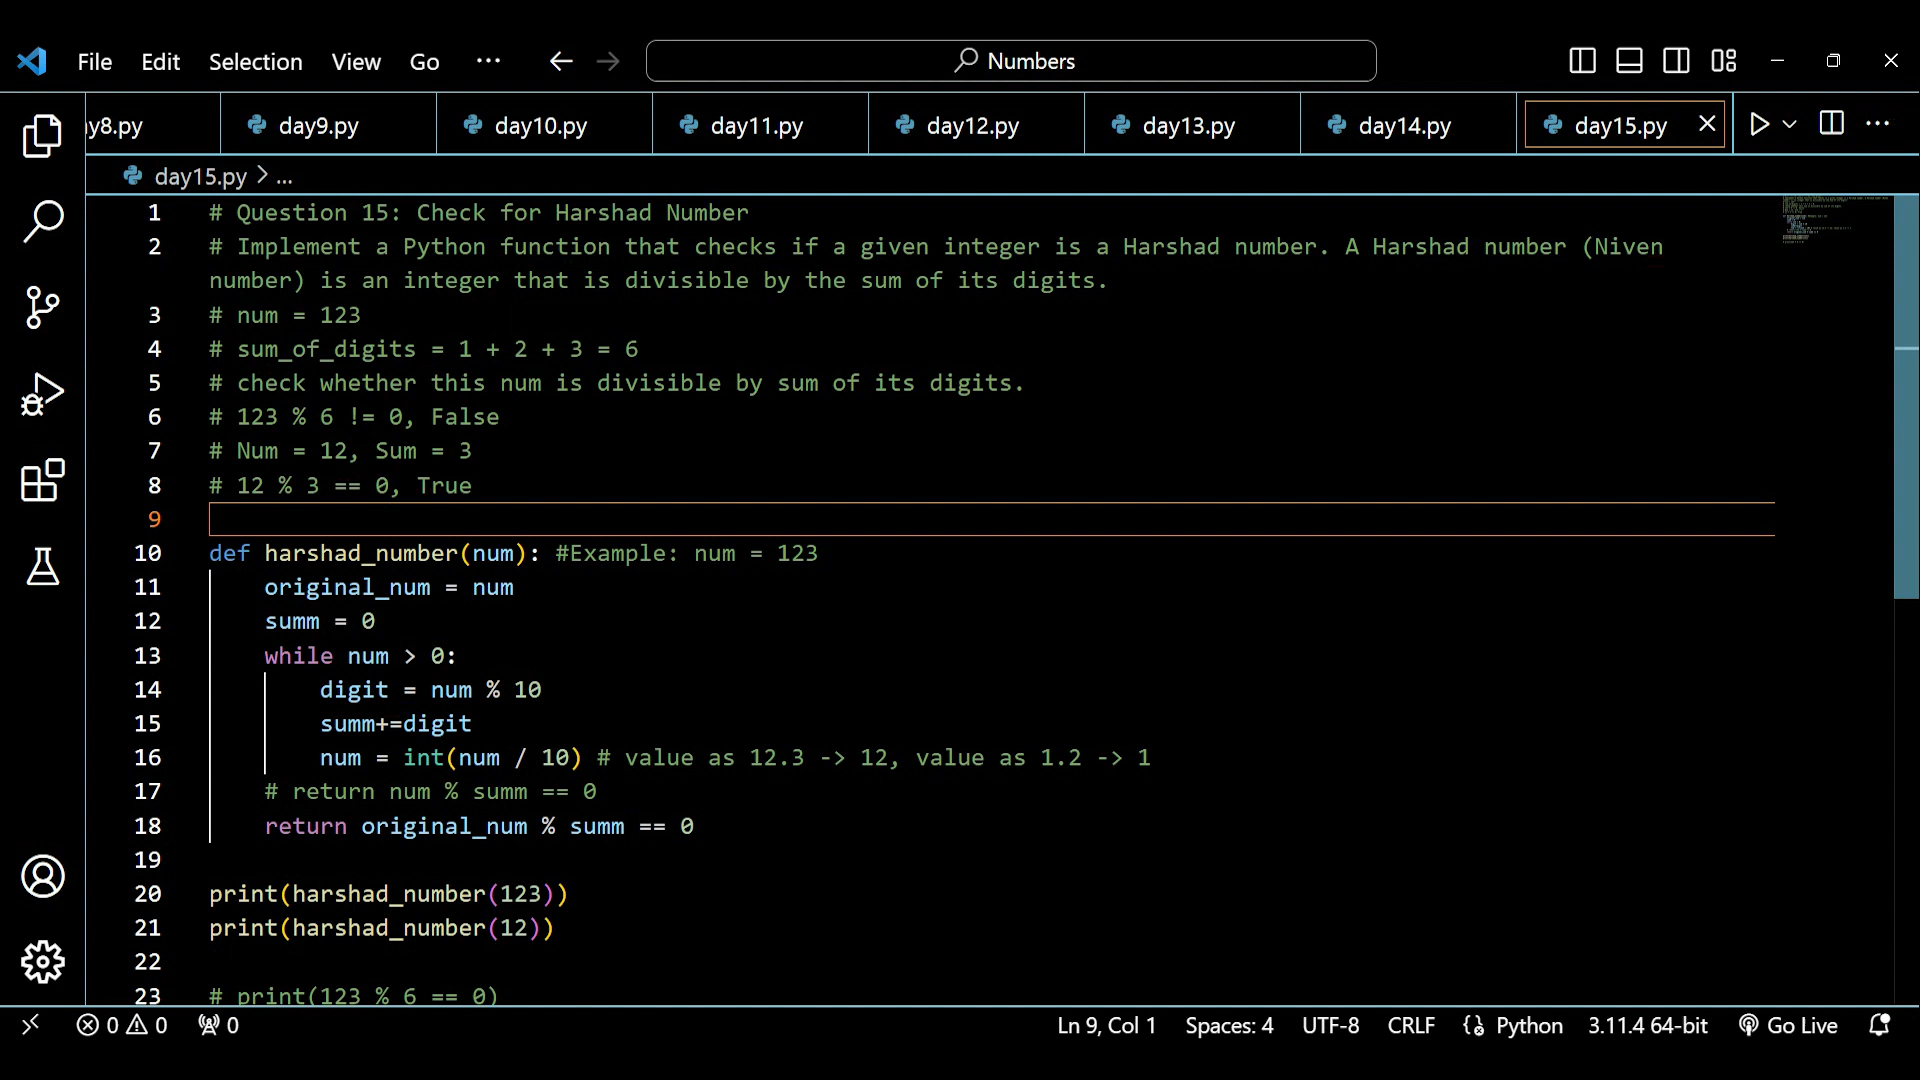 File Edit Selection View Go ··· Numbers
y8.py day9.py day10.py day11.py day12.py day13.py day14.py day15.py
day15.py > ...
1 # Question 15: Check for Harshad Number
2 # Implement a Python function that checks if a given integer is a Harshad number. A Harshad number (Niven
number) is an integer that is divisible by the sum of its digits.
3 # num = 123
4 # sum_of_digits = 1 + 2 + 3 = 6
5 # check whether this num is divisible by sum of its digits.
6 # 123 % 6 != 0, False
7 # Num = 12, Sum = 3
8 # 12 % 3 == 0, True
9
10 def harshad_number(num): #Example: num = 123
11 original_num = num
12 summ = 0
13 while num > 0:
14 digit = num % 10
15 summ+=digit
16 num = int(num / 10) # value as 12.3 -> 12, value as 1.2 -> 1
17 # return num % summ == 0
18 return original_num % summ == 0
19
20 print(harshad_number(123))
21 print(harshad_number(12))
22
23 # print(123 % 6 == 0)
0 0 0 Ln 9, Col 1 Spaces: 4 UTF-8 CRLF Python 3.11.4 64-bit Go Live